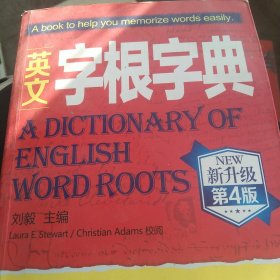 A book to help you memorize words easily.
英文字根字典
A DICTIONARY OF
ENGLISH
WORD ROOTS
NEW
新升级
第4版
刘毅 主编
Laura E. Stewart / Christian Adams 校阅